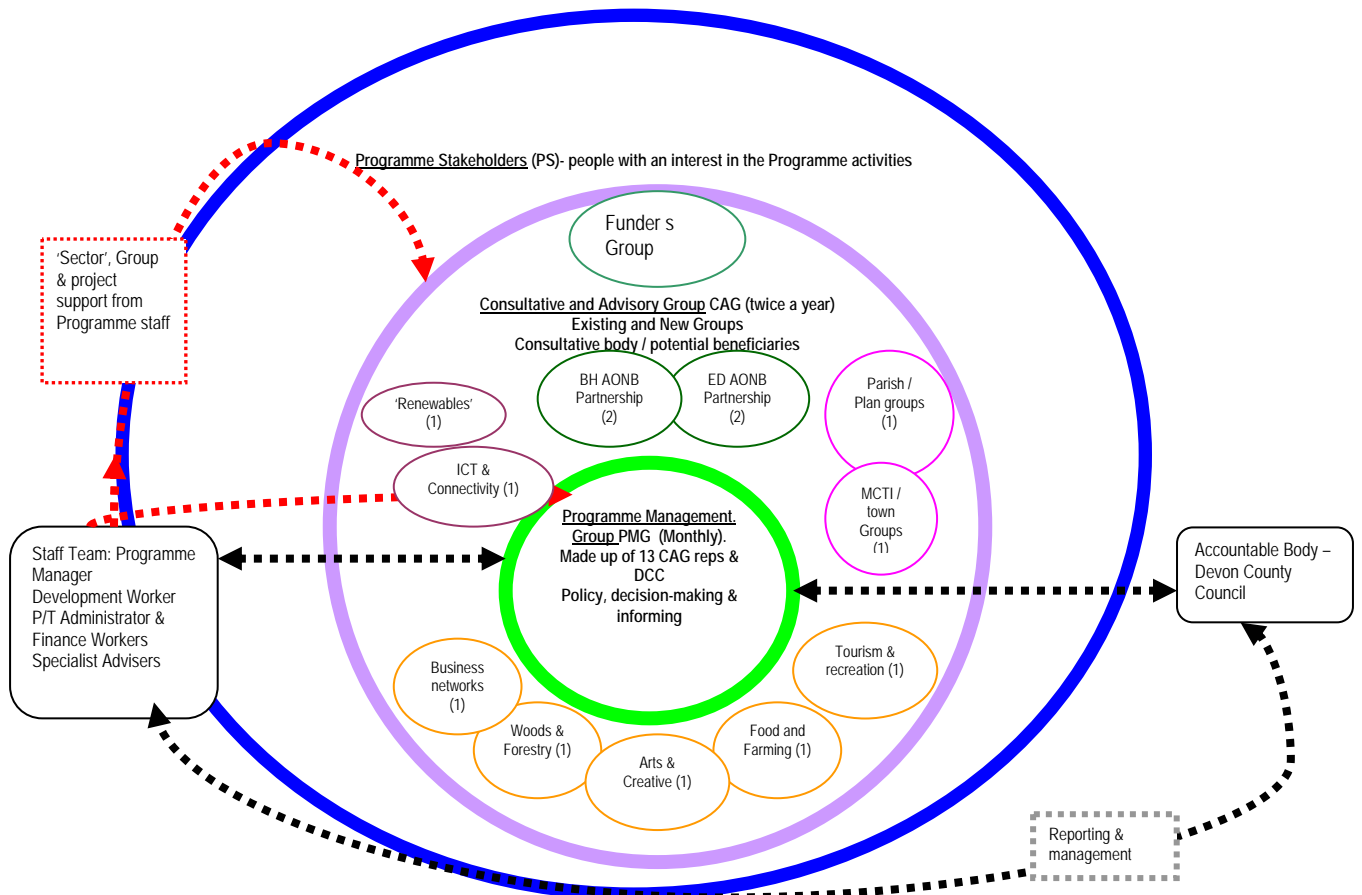 Programme Stakeholders (PS)- people with an interest in the Programme activities
Funder s
Group
'Sector', Group
& project
support from
Programme staff
Consultative and Advisory Group CAG (twice a year)
Existing and New Groups
Consultative body / potential beneficiaries
BH AONB
Partnership
(2)
ED AONB
Partnership
(2)
Parish /
Plan groups
(1)
'Renewables'
(1)
ICT &
Connectivity (1)
MCTI /
town
Groups
(1)
Programme Management.
Group PMG (Monthly).
Made up of 13 CAG reps &
DCC
Policy, decision-making &
informing
Staff Team: Programme
Manager
Development Worker
P/T Administrator &
Finance Workers
Specialist Advisers
Accountable Body –
Devon County
Council
Business
networks
(1)
Woods &
Forestry (1)
Arts &
Creative (1)
Food and
Farming (1)
Tourism &
recreation (1)
Reporting &
management